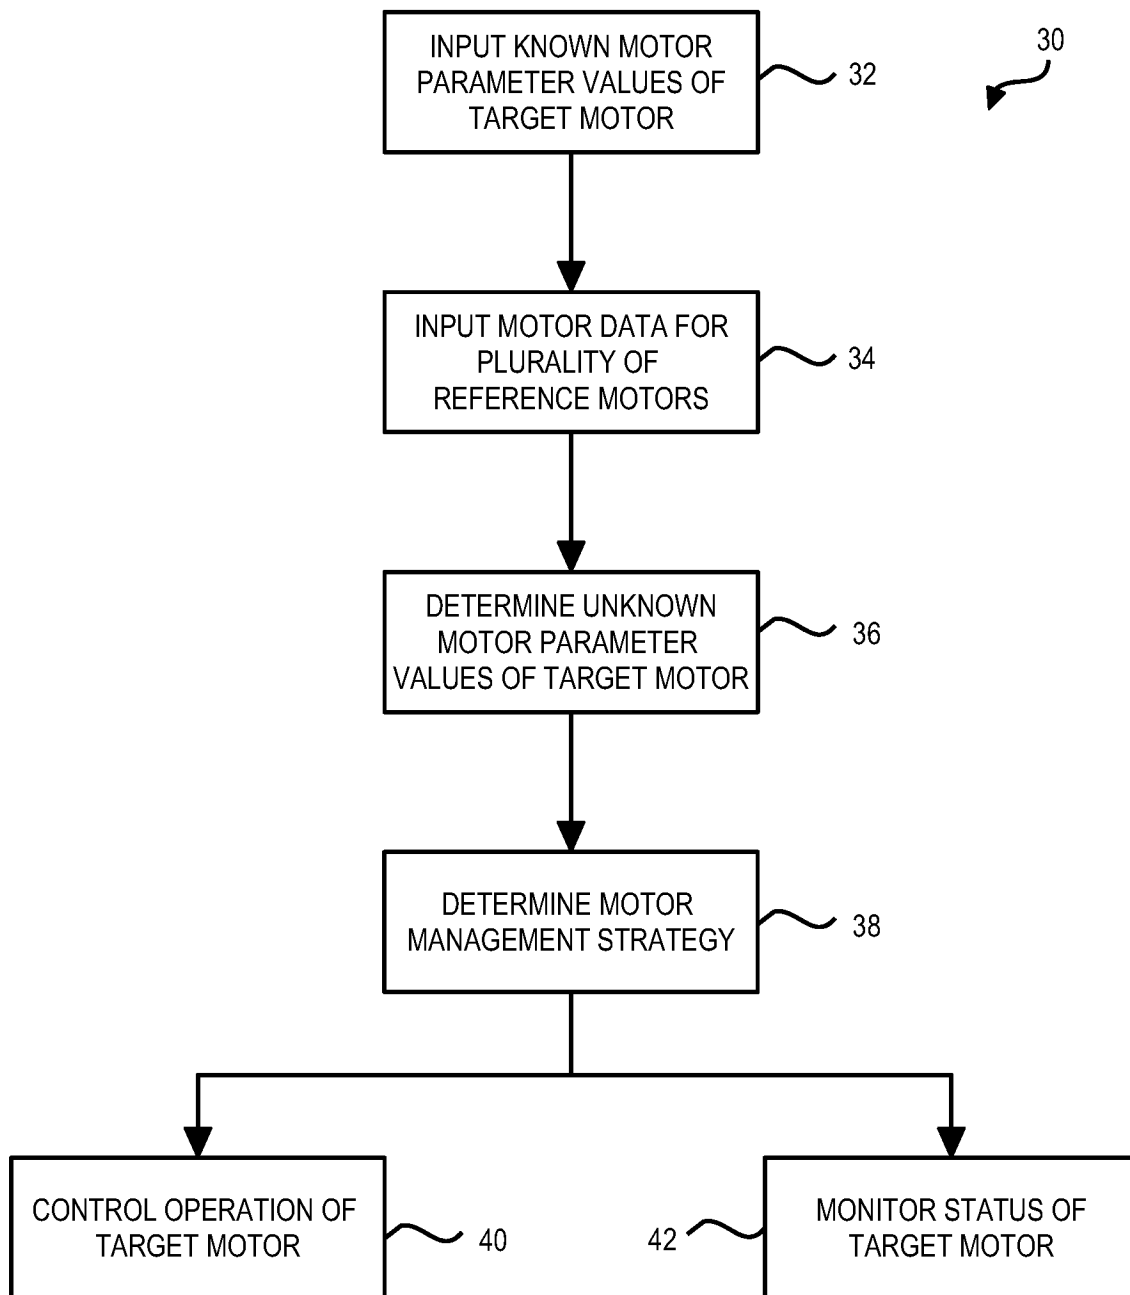 INPUT KNOWN MOTOR
PARAMETER VALUES OF
TARGET MOTOR
32
30
INPUT MOTOR DATA FOR
PLURALITY OF
REFERENCE MOTORS
34
DETERMINE UNKNOWN
MOTOR PARAMETER
VALUES OF TARGET MOTOR
36
DETERMINE MOTOR
MANAGEMENT STRATEGY
38
CONTROL OPERATION OF
TARGET MOTOR
40
42
MONITOR STATUS OF
TARGET MOTOR